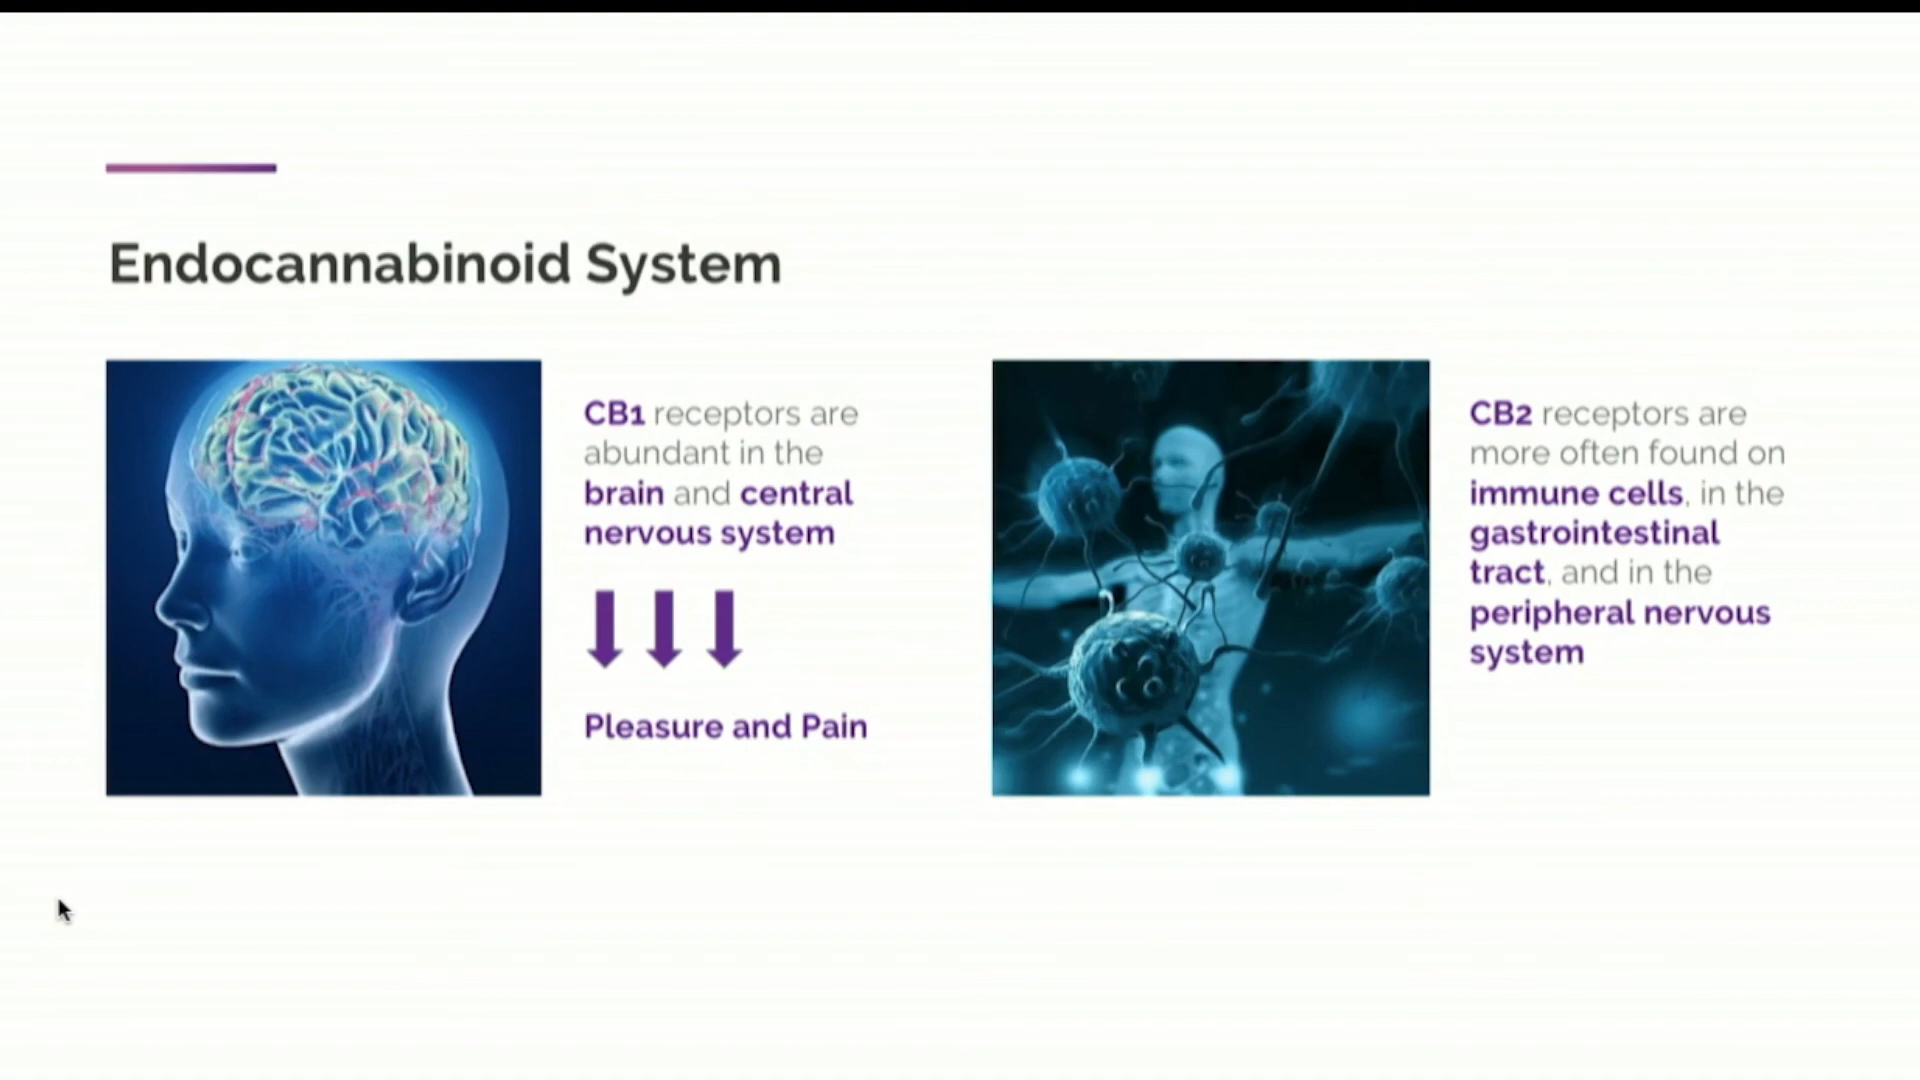 Endocannabinoid System
CB1 receptors are
abundant in the
brain and central
nervous system
Pleasure and Pain
CB2 receptors are
more often found on
immune cells, in the
gastrointestinal
tract, and in the
peripheral nervous
system